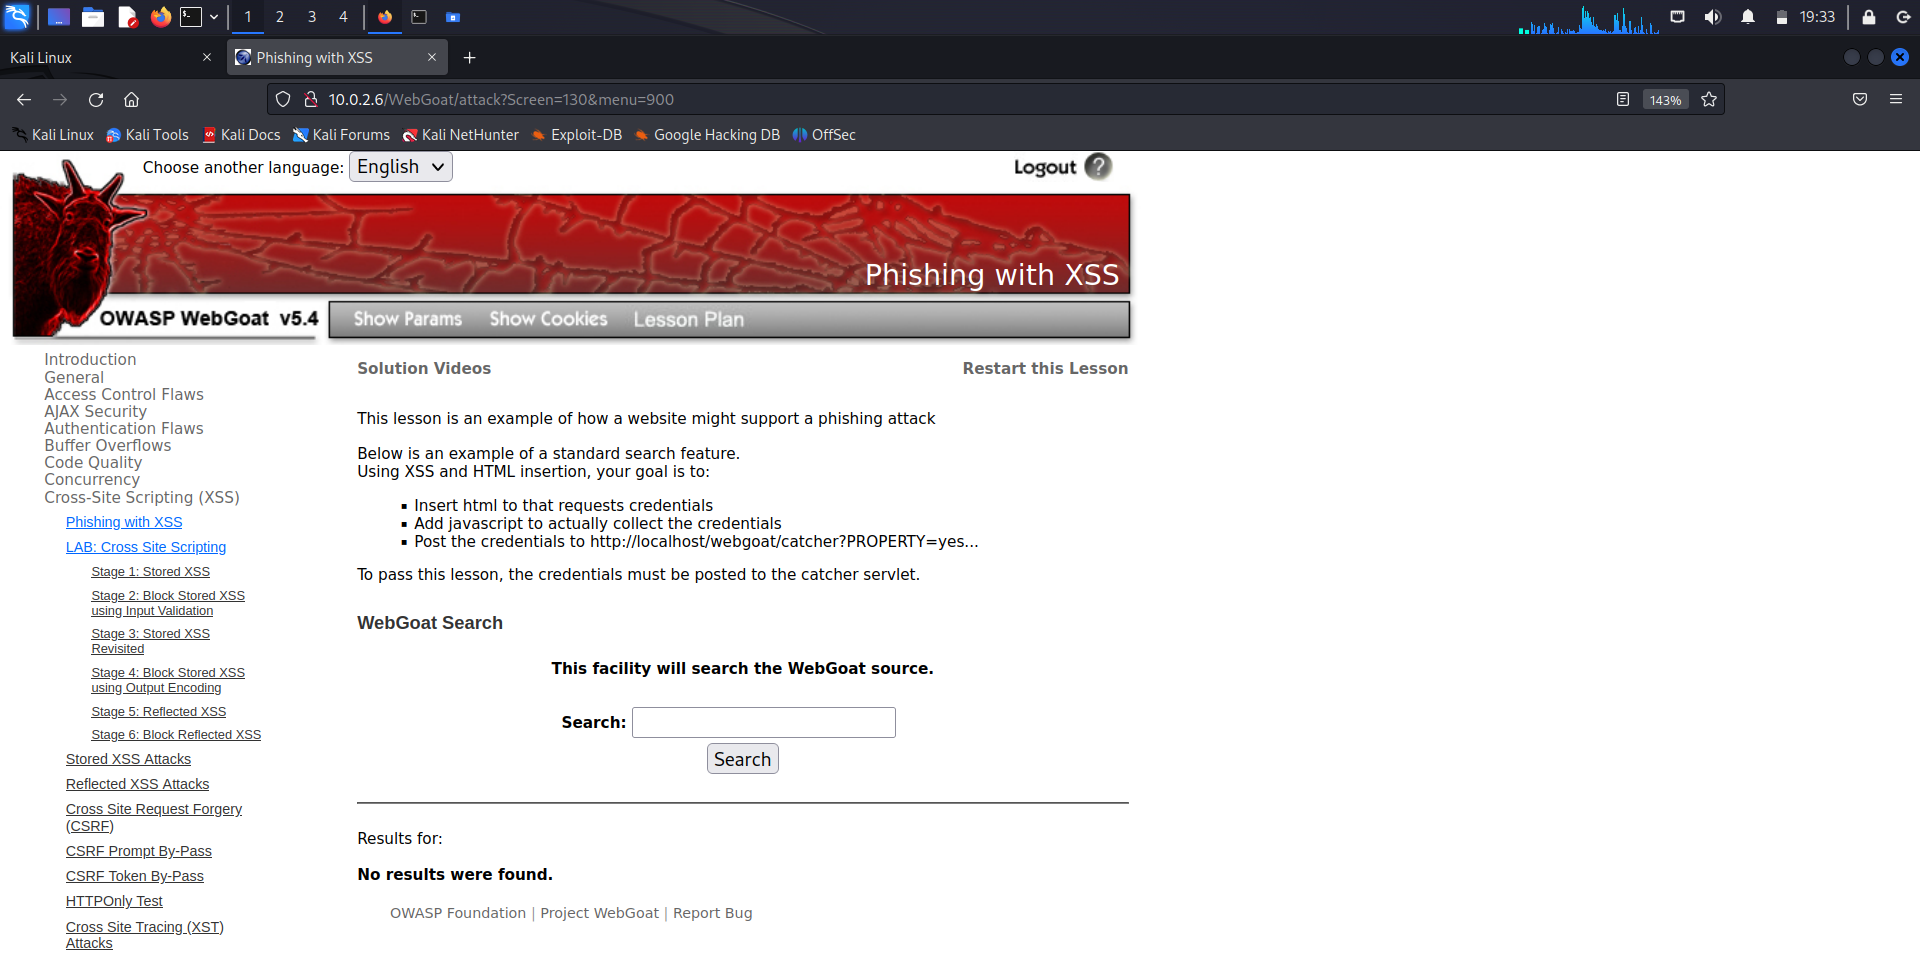 1 2 3 4 19:33
Kali Linux Phishing with XSS
10.0.2.6/WebGoat/attack?Screen=130&menu=900 143%
Kali Linux Kali Tools Kali Docs Kali Forums Kali NetHunter Exploit-DB Google Hacking DB OffSec
Choose another language: English Logout ?
Phishing with XSS
OWASP WebGoat v5.4 Show Params Show Cookies Lesson Plan
Introduction
General
Access Control Flaws
AJAX Security
Authentication Flaws
Buffer Overflows
Code Quality
Concurrency
Cross-Site Scripting (XSS)
Phishing with XSS
LAB: Cross Site Scripting
Stage 1: Stored XSS
Stage 2: Block Stored XSS
using Input Validation
Stage 3: Stored XSS
Revisited
Stage 4: Block Stored XSS
using Output Encoding
Stage 5: Reflected XSS
Stage 6: Block Reflected XSS
Stored XSS Attacks
Reflected XSS Attacks
Cross Site Request Forgery
(CSRF)
CSRF Prompt By-Pass
CSRF Token By-Pass
HTTPOnly Test
Cross Site Tracing (XST)
Attacks
Solution Videos Restart this Lesson
This lesson is an example of how a website might support a phishing attack
Below is an example of a standard search feature.
Using XSS and HTML insertion, your goal is to:
Insert html to that requests credentials
Add javascript to actually collect the credentials
Post the credentials to http://localhost/webgoat/catcher?PROPERTY=yes...
To pass this lesson, the credentials must be posted to the catcher servlet.
WebGoat Search
This facility will search the WebGoat source.
Search:
Search
Results for:
No results were found.
OWASP Foundation | Project WebGoat | Report Bug